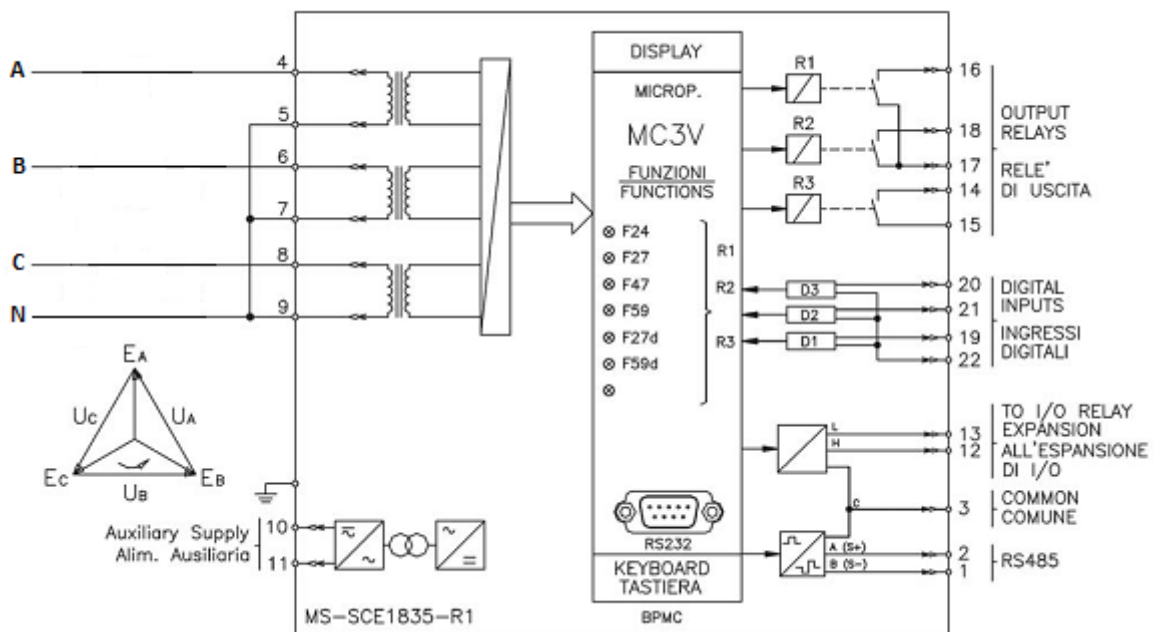 A
4
5
B
6
7
C
8
N
9
EA
UC
UA
EC
EB
UB
Auxiliary Supply
Alim. Ausiliaria
10
11
MS-SCE1835-R1
DISPLAY
MICROP.
MC3V
FUNZIONI
FUNCTIONS
F24
F27
F47
F59
F27d
F59d
R1
R2
R3
RS232
KEYBOARD
TASTIERA
BPMC
R1
R2
R3
16
18
17
14
15
OUTPUT
RELAYS
RELE'
DI USCITA
D3
D2
D1
20
21
19
22
DIGITAL
INPUTS
INGRESSI
DIGITALI
L
H
13
12
TO I/O RELAY
EXPANSION
ALL'ESPANSIONE
DI I/O
C
3
COMMON
COMUNE
A (S+)
B (S-)
2
1
RS485